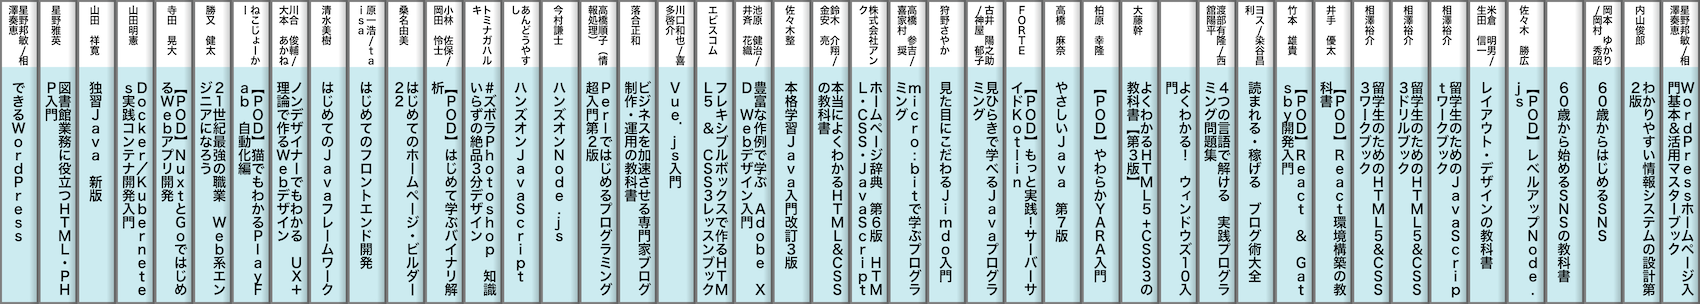 星野邦敏/相
澤奏恵
WordPressホームページ入
門基本&活用マスターブック
内山俊郎
わかりやすい情報システムの設計第
2版
岡本 ゆかり
/岡村 秀昭
60歳からはじめるSNS
60歳から始めるSNSの教科書
佐々木 勝広
【POD】レベルアップNode.
js
米倉 明男/
生田 信一
レイアウト・デザインの教科書
相澤裕介
留学生のためのJavaScrip
tワークブック
相澤裕介
留学生のためのHTML5&CSS
3ドリルブック
相澤裕介
留学生のためのHTML5&CSS
3ワークブック
井手 優太
【POD】React環境構築の教
科書
竹本 雄貴
【POD】React & Gat
sby開発入門
ヨス/染谷昌
利
読まれる・稼げる ブログ術大全
渡部有隆/西
舘陽平
4つの言語で解ける 実践プログラ
ミング問題集
よくわかる! ウィンドウズ10入
門
大藤幹
よくわかるHTML5+CSS3の
教科書【第3版】
柏原 幸隆
【POD】やわらかYARA入門
高橋 麻奈
やさしいJava 第7版
FORTE
【POD】もっと実践!サーバーサ
イドKotlin
古井 陽之助
/神屋 郁子
見ひらきで学べるJavaプログラ
ミング
狩野さやか
見た目にこだわるJimdo入門
高橋 参吉/
喜家村 奨
micro:bitで学ぶプログラ
ミング
株式会社アン
ク
ホームページ辞典 第6版 HTM
L・CSS・JavaScript
鈴木 介翔/
金安 亮
本当によくわかるHTML&CSS
の教科書
佐々木整
本格学習Java入門改訂3版
池原 健治/
井斉 花織
豊富な作例で学ぶ Adobe X
D Webデザイン入門
エビスコム
フレキシブルボックスで作るHTM
L5 & CSS3レッスンブック
川口和也/喜
多啓介
Vue.js入門
落合正和
ビジネスを加速させる専門家ブログ
制作・運用の教科書
高橋順子(情
報処理)
Perlではじめるプログラミング
超入門第2版
今村謙士
ハンズオンNode.js
あんどうやす
し
ハンズオンJavaScript
トミナガハル
キ
#ズボラPhotoshop 知識
いらずの絶品3分デザイン
小林 佐保/
岡田 怜士
【POD】はじめて学ぶバイナリ解
析
桑名由美
はじめてのホームページ・ビルダー
22
原一浩/ta
isa
はじめてのフロントエンド開発
清水美樹
はじめてのJavaフレームワーク
川合 俊輔/
大本 あかね
ノンデザイナーでもわかる UX+
理論で作るWebデザイン
ねこじょーか
ー
【POD】猫でもわかるPlayF
ab 自動化編
勝又 健太
21世紀最強の職業 Web系エン
ジニアになろう
寺田 晃大
【POD】NuxtとGoではじめ
るWebアプリ開発
山田明憲
Docker/Kubernete
s実践コンテナ開発入門
山田 祥寛
独習Java 新版
星野雅英
図書館業務に役立つHTML・PH
P入門
星野邦敏/相
澤奏恵
できるWordPress